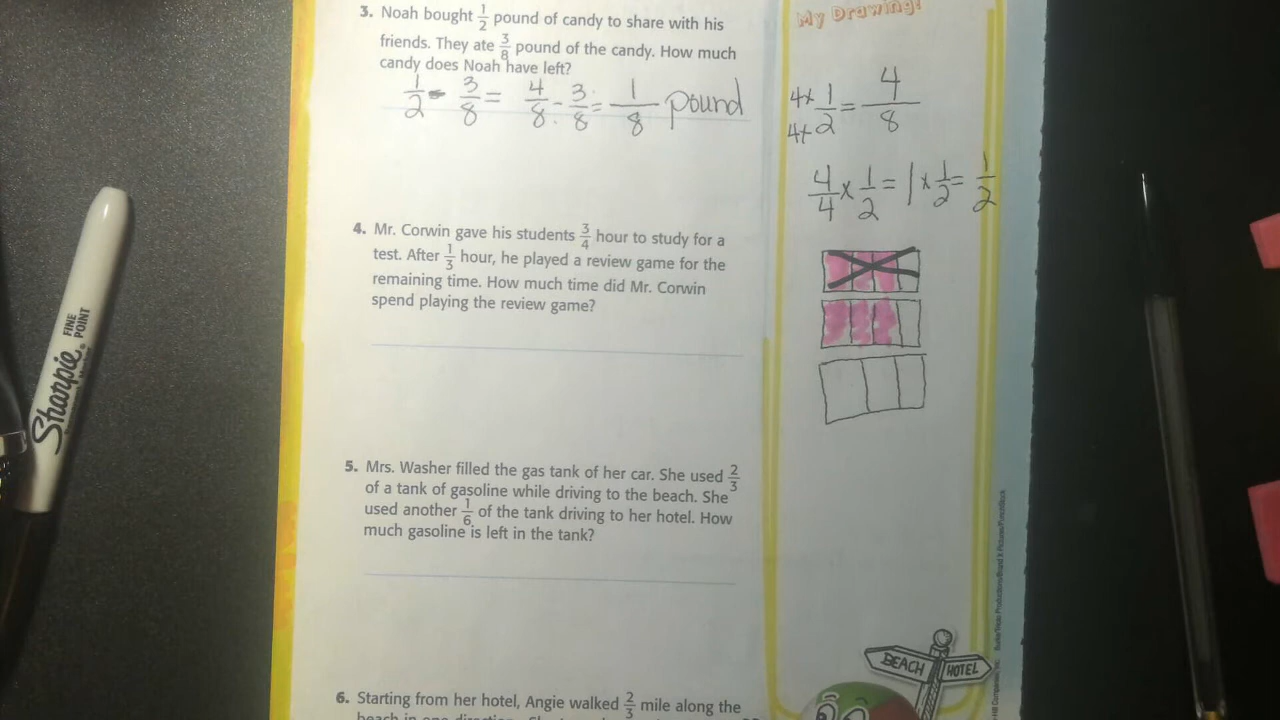 3. Noah bought 1/2 pound of candy to share with his
friends. They ate 3/8 pound of the candy. How much
candy does Noah have left?
1/2 - 3/8 = 4/8 - 3/8 = 1/8 pound
4. Mr. Corwin gave his students 3/4 hour to study for a
test. After 1/3 hour, he played a review game for the
remaining time. How much time did Mr. Corwin
spend playing the review game?
5. Mrs. Washer filled the gas tank of her car. She used 2/3
of a tank of gasoline while driving to the beach. She
used another 1/6 of the tank driving to her hotel. How
much gasoline is left in the tank?
6. Starting from her hotel, Angie walked 2/3 mile along the
My Drawing!
4x 1/4x 2 = 4/8
4/4 x 1/2 = 1 x 1/2 = 1/2
BEACH
HOTEL
Sharpie
FINE
POINT